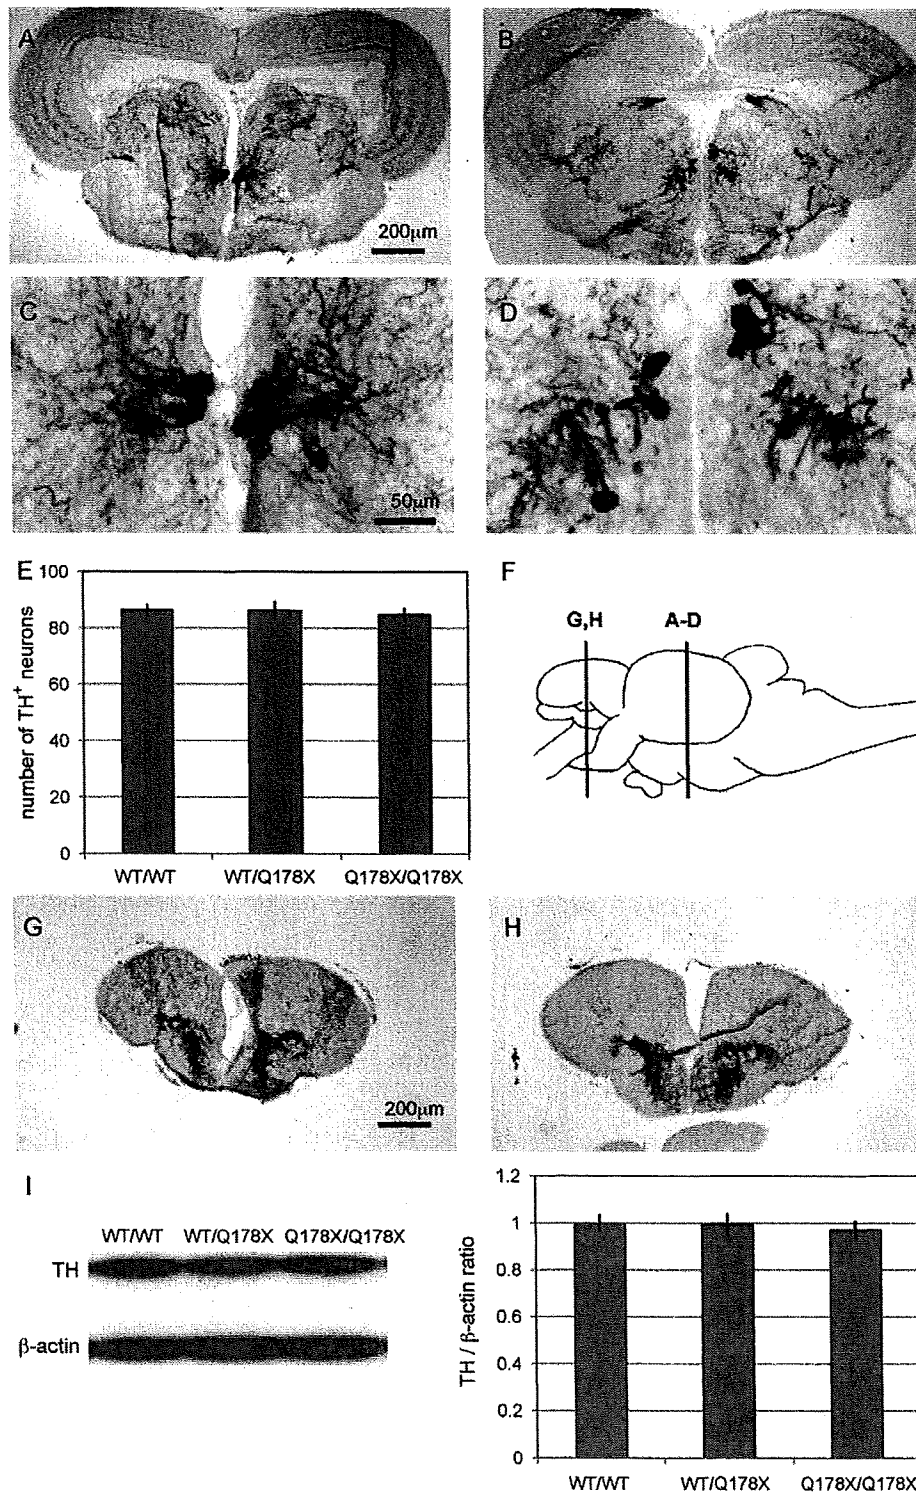 A
B
200μm
C
D
50μm
E
100
80
60
40
20
0
number of TH⁺ neurons
WT/WT
WT/Q178X
Q178X/Q178X
F
G,H
A-D
G
H
200μm
I
WT/WT WT/Q178X Q178X/Q178X
TH
β-actin
1.2
1
0.8
0.6
0.4
0.2
0
TH / β-actin ratio
WT/WT
WT/Q178X
Q178X/Q178X